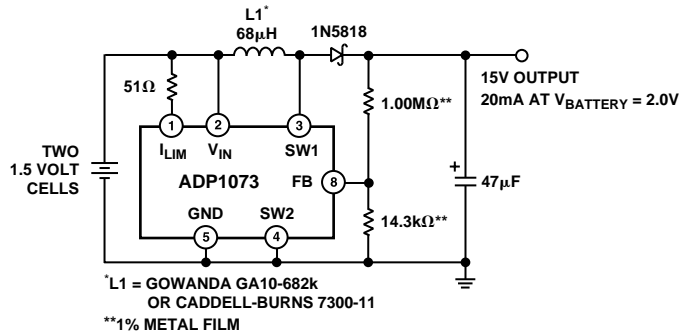 L1*
68μH
1N5818
51Ω
15V OUTPUT
20mA AT VBATTERY = 2.0V
1.00MΩ**
1
2
3
ILIM
VIN
SW1
TWO
1.5 VOLT
CELLS
ADP1073
FB
8
+
47μF
GND
SW2
14.3kΩ**
5
4
*L1 = GOWANDA GA10-682k
OR CADDELL-BURNS 7300-11
**1% METAL FILM